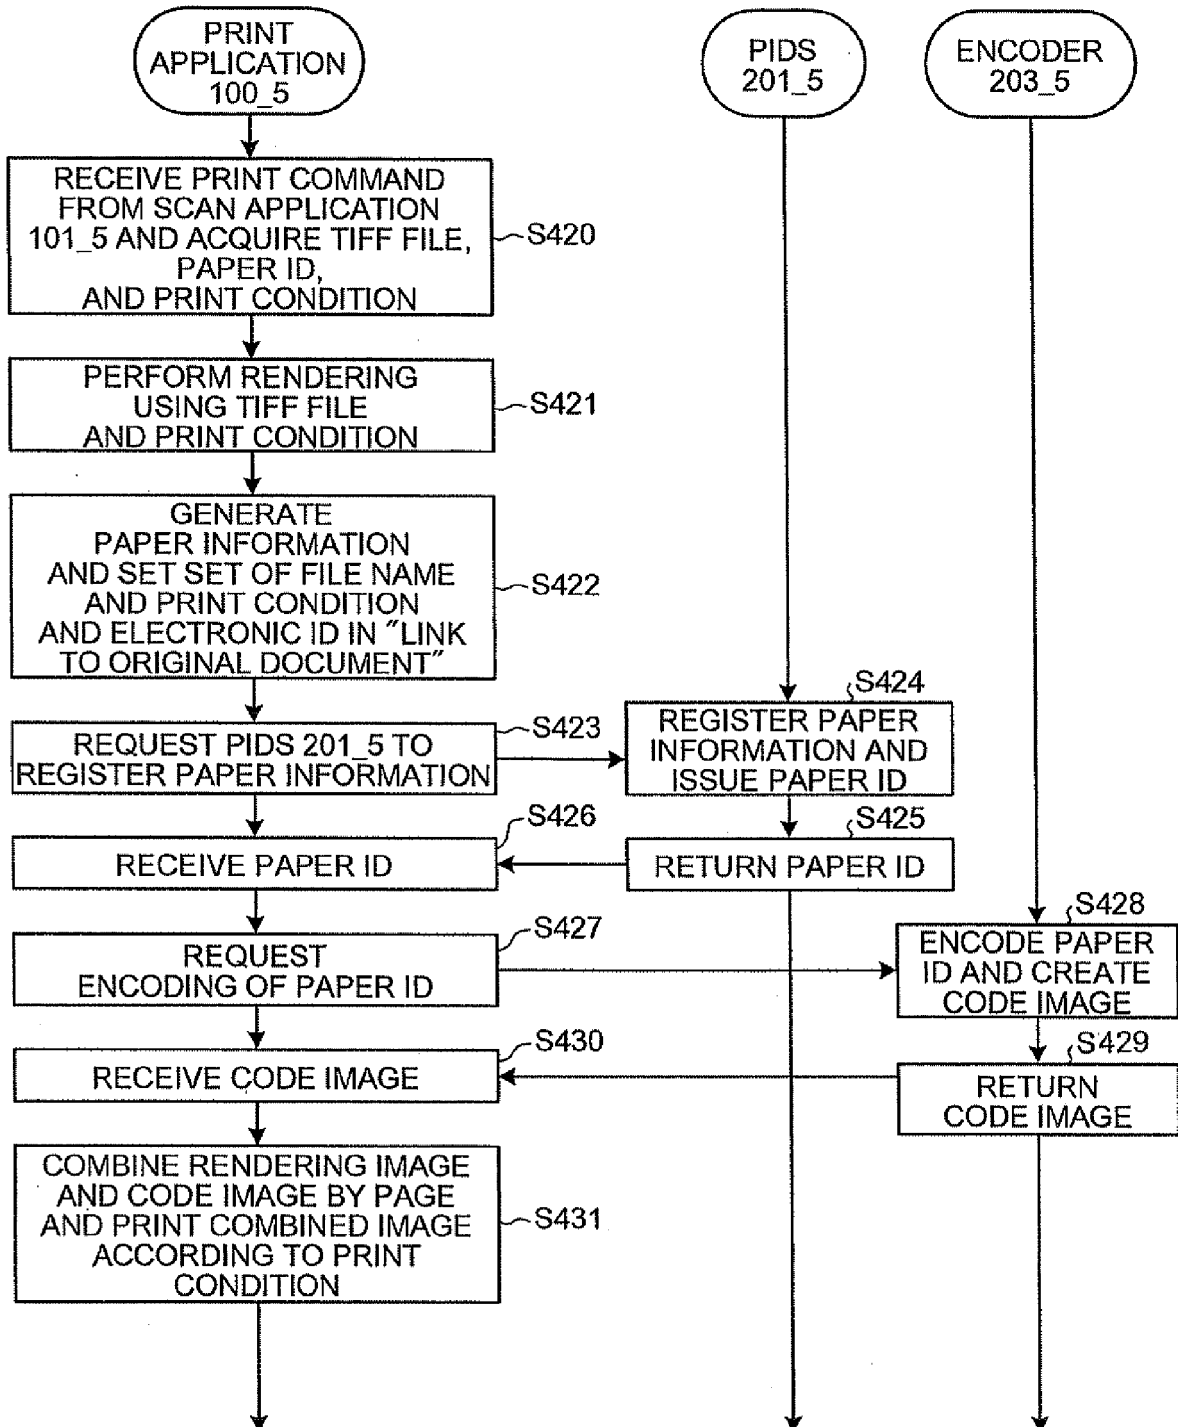 PRINT
APPLICATION
100_5
PIDS
201_5
ENCODER
203_5
RECEIVE PRINT COMMAND
FROM SCAN APPLICATION
101_5 AND ACQUIRE TIFF FILE,
PAPER ID,
AND PRINT CONDITION
S420
PERFORM RENDERING
USING TIFF FILE
AND PRINT CONDITION
S421
GENERATE
PAPER INFORMATION
AND SET SET OF FILE NAME
AND PRINT CONDITION
AND ELECTRONIC ID IN "LINK
TO ORIGINAL DOCUMENT"
S422
S423
REQUEST PIDS 201_5 TO
REGISTER PAPER INFORMATION
S424
REGISTER PAPER
INFORMATION AND
ISSUE PAPER ID
S426
RECEIVE PAPER ID
S425
RETURN PAPER ID
S427
REQUEST
ENCODING OF PAPER ID
S428
ENCODE PAPER
ID AND CREATE
CODE IMAGE
S430
RECEIVE CODE IMAGE
S429
RETURN
CODE IMAGE
COMBINE RENDERING IMAGE
AND CODE IMAGE BY PAGE
AND PRINT COMBINED IMAGE
ACCORDING TO PRINT
CONDITION
S431